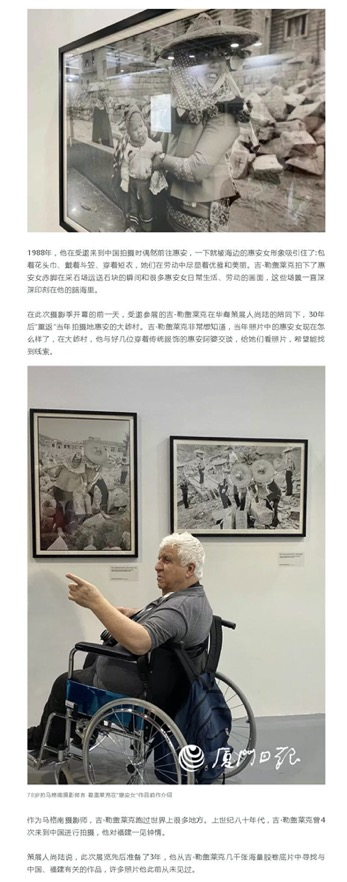 1988年，他在受邀来到中国拍摄时偶然前往惠安，一下就被海边的惠安女形象吸引住了:包
着花头巾、戴着斗笠、穿着短衣，她们在劳动中尽显着优雅和美丽。吉·勒盖莱克拍下了惠
安女赤脚在采石场运送石块的瞬间和很多惠安女日常生活、劳动的画面，这些场景一直深
深印刻在他的脑海里。
在此次摄影季开幕的前一天，受邀参展的吉·勒盖莱克在华裔策展人尚陆的陪同下，30年
后“重返”当年拍摄地惠安的大岞村。吉·勒盖莱克非常想知道，当年照片中的惠安女现在怎
么样了，在大岞村，他与好几位穿着传统服饰的惠安阿婆交谈，给她们看照片，希望能找
到线索。
厦门日报
78岁的马格南摄影师吉·勒盖莱克在“惠安女”作品前作介绍
作为马格南摄影师，吉·勒盖莱克跑过世界上很多地方。上世纪八十年代，吉·勒盖莱克曾4
次来到中国进行拍摄，他对福建一见钟情。
策展人尚陆说，此次展览先后准备了3年，他从吉·勒盖莱克几千张海量胶卷底片中寻找与
中国、福建有关的作品，许多照片他此前从未见过。